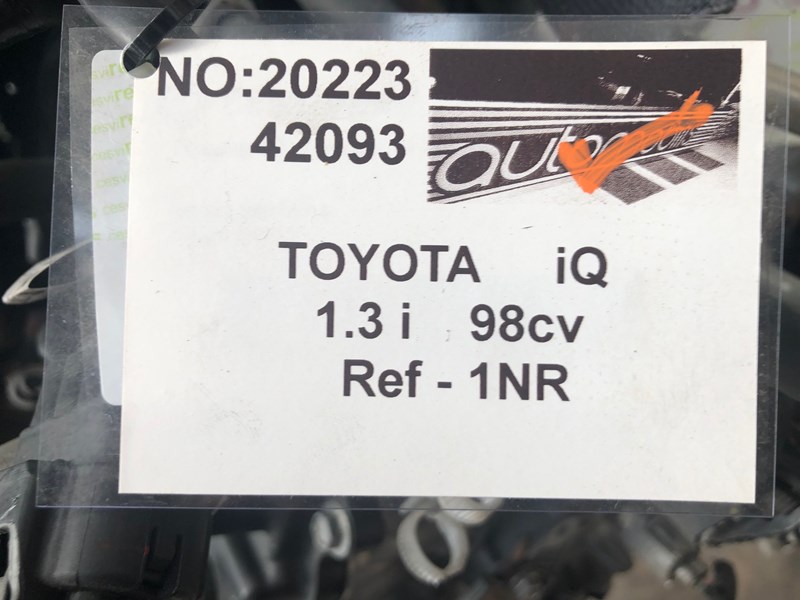 NO:20223
42093
TOYOTA iQ
1.3 i 98cv
Ref - 1NR